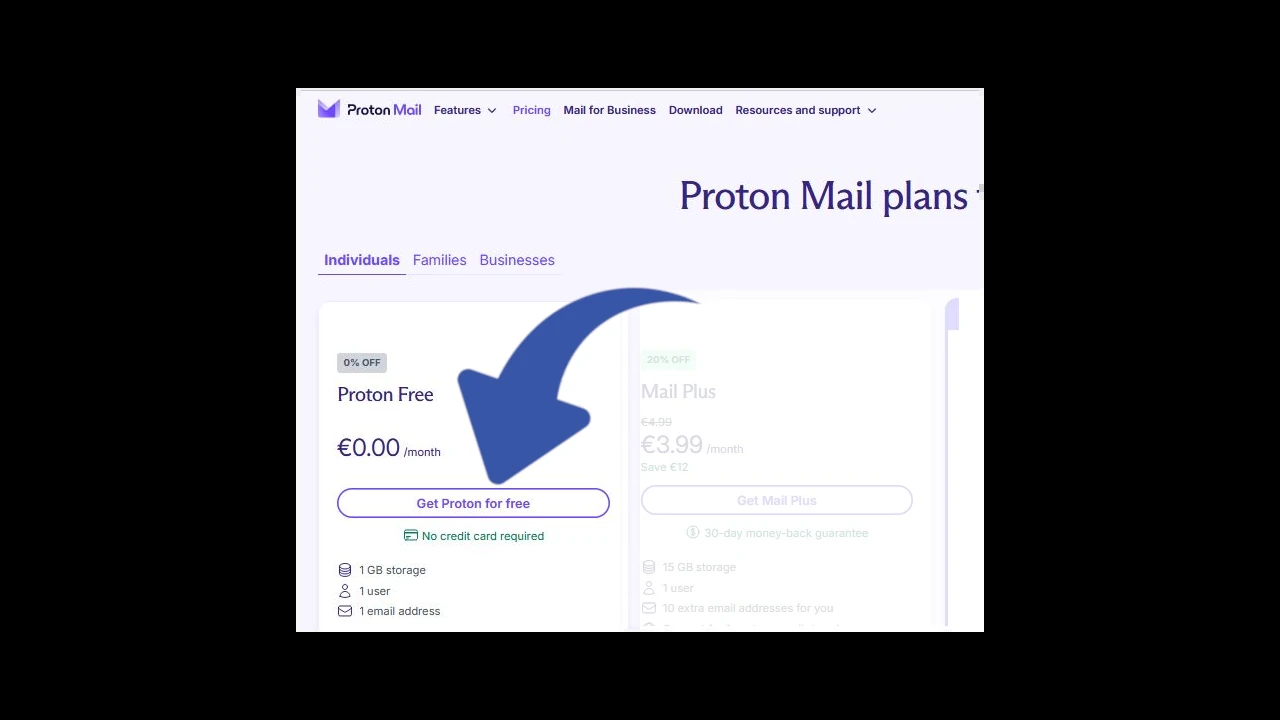 Proton Mail Features Pricing Mail for Business Download Resources and support
Proton Mail plans
Individuals Families Businesses
0% OFF
Proton Free
€0.00 /month
Get Proton for free
No credit card required
1 GB storage
1 user
1 email address
20% OFF
Mail Plus
€4.99
€3.99 /month
Save €12
Get Mail Plus
30-day money-back guarantee
15 GB storage
1 user
10 extra email addresses for you